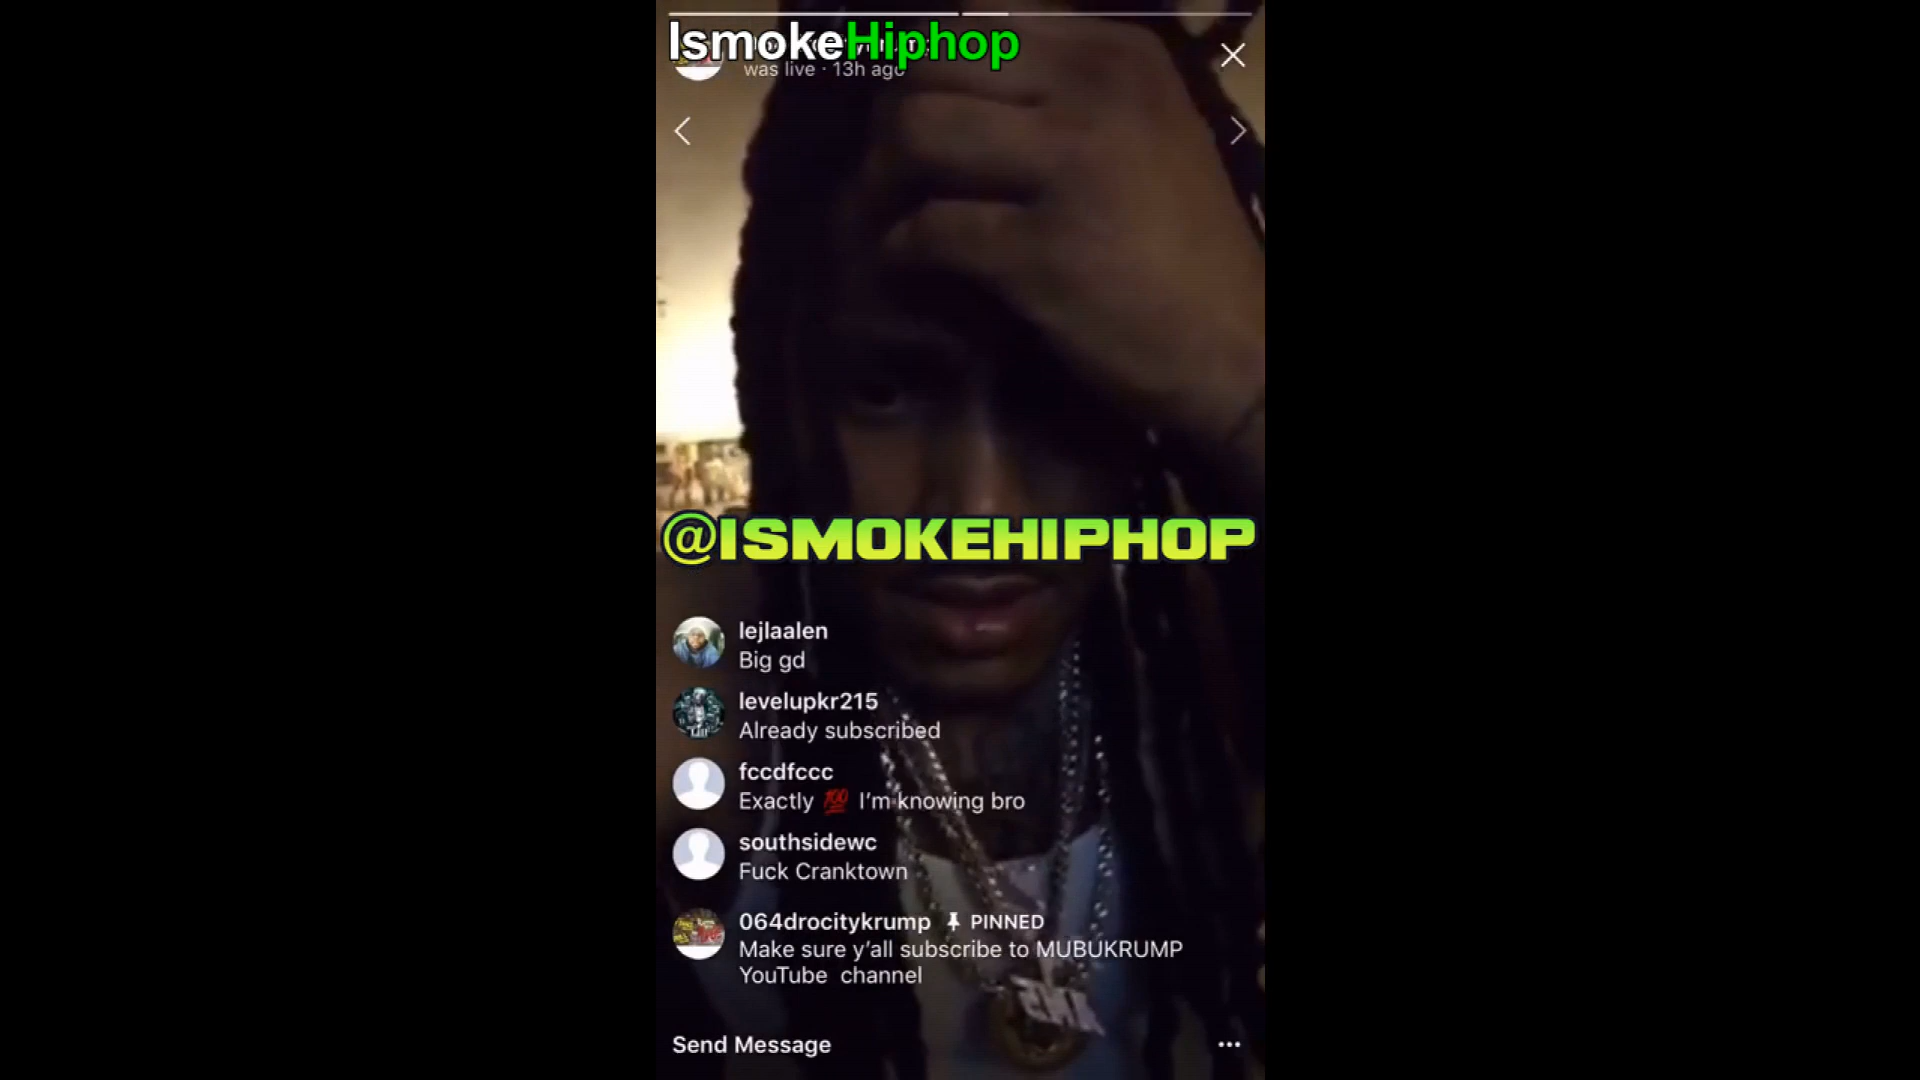 IsmokeHiphop
was live · 13h ago
@ISMOKEHIPHOP
lejlaalen
Big gd
levelupkr215
Already subscribed
fccdfccc
Exactly 💯 I'm knowing bro
southsidewc
Fuck Cranktown
064drocitykrump PINNED
Make sure y'all subscribe to MUBUKRUMP
YouTube channel
Send Message